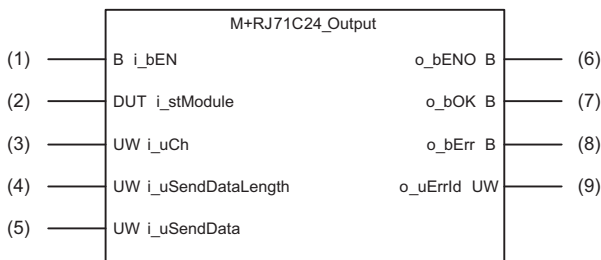 M+RJ71C24_Output
(1) B i_bEN o_bENO B (6)
(2) DUT i_stModule o_bOK B (7)
(3) UW i_uCh o_bErr B (8)
(4) UW i_uSendDataLength o_uErrId UW (9)
(5) UW i_uSendData